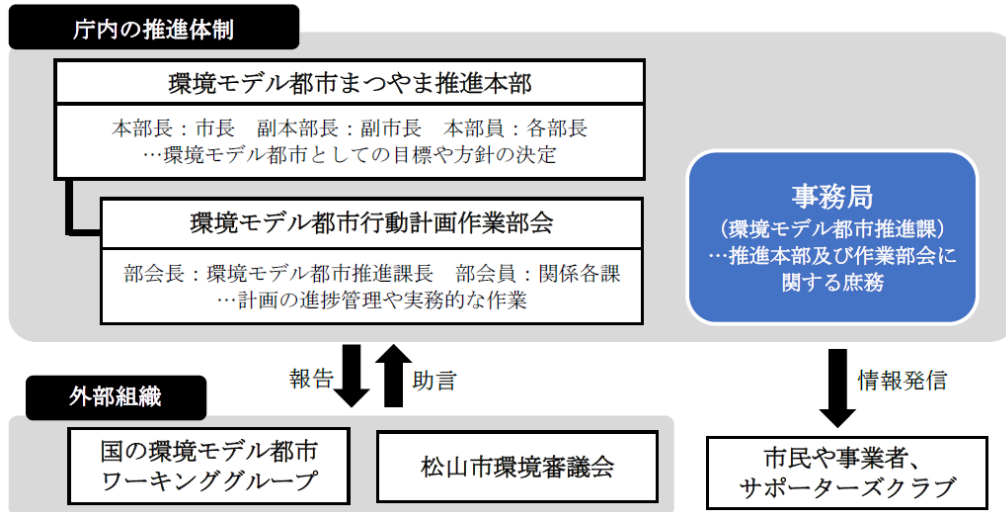 庁内の推進体制
環境モデル都市まつやま推進本部
本部長：市長　副本部長：副市長　本部員：各部長
…環境モデル都市としての目標や方針の決定
環境モデル都市行動計画作業部会
部会長：環境モデル都市推進課長　部会員：関係各課
…計画の進捗管理や実務的な作業
事務局
（環境モデル都市推進課）
…推進本部及び作業部会に
関する庶務
報告
助言
情報発信
外部組織
国の環境モデル都市
ワーキンググループ
松山市環境審議会
市民や事業者、
サポーターズクラブ